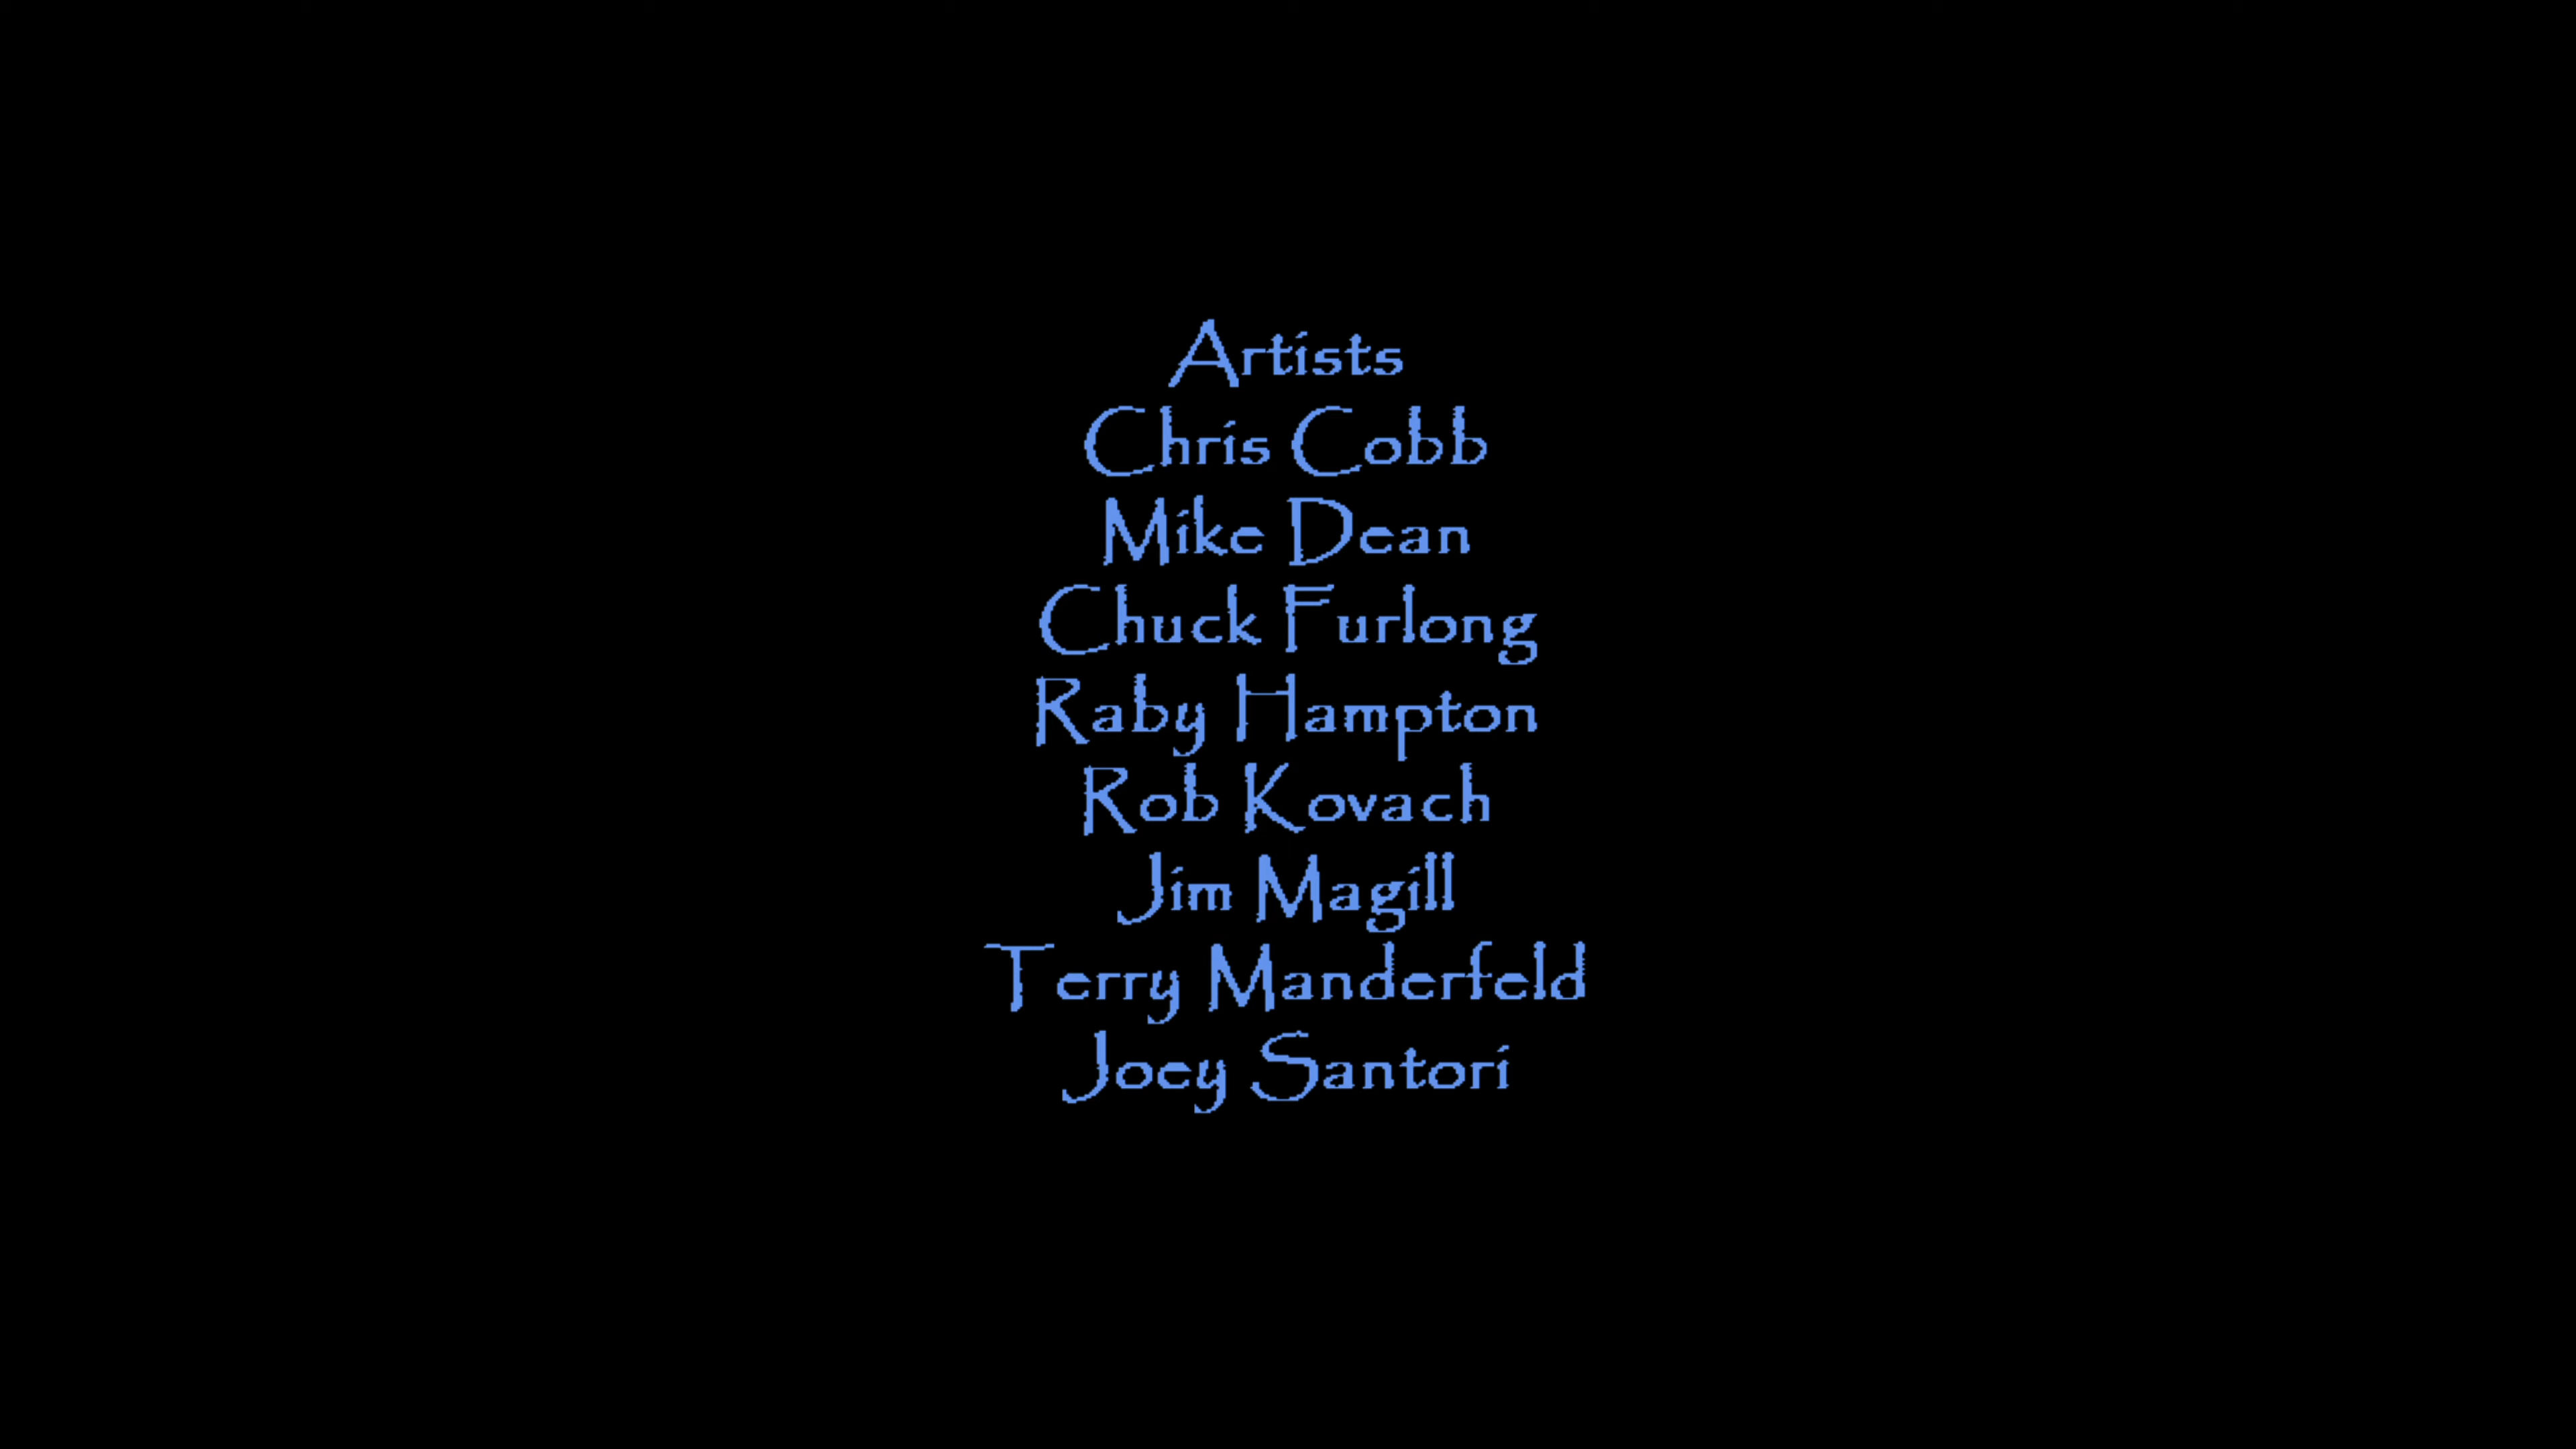 Artists
Chris Cobb
Mike Dean
Chuck Furlong
Raby Hampton
Rob Kovach
Jim Magill
Terry Manderfeld
Joey Santori